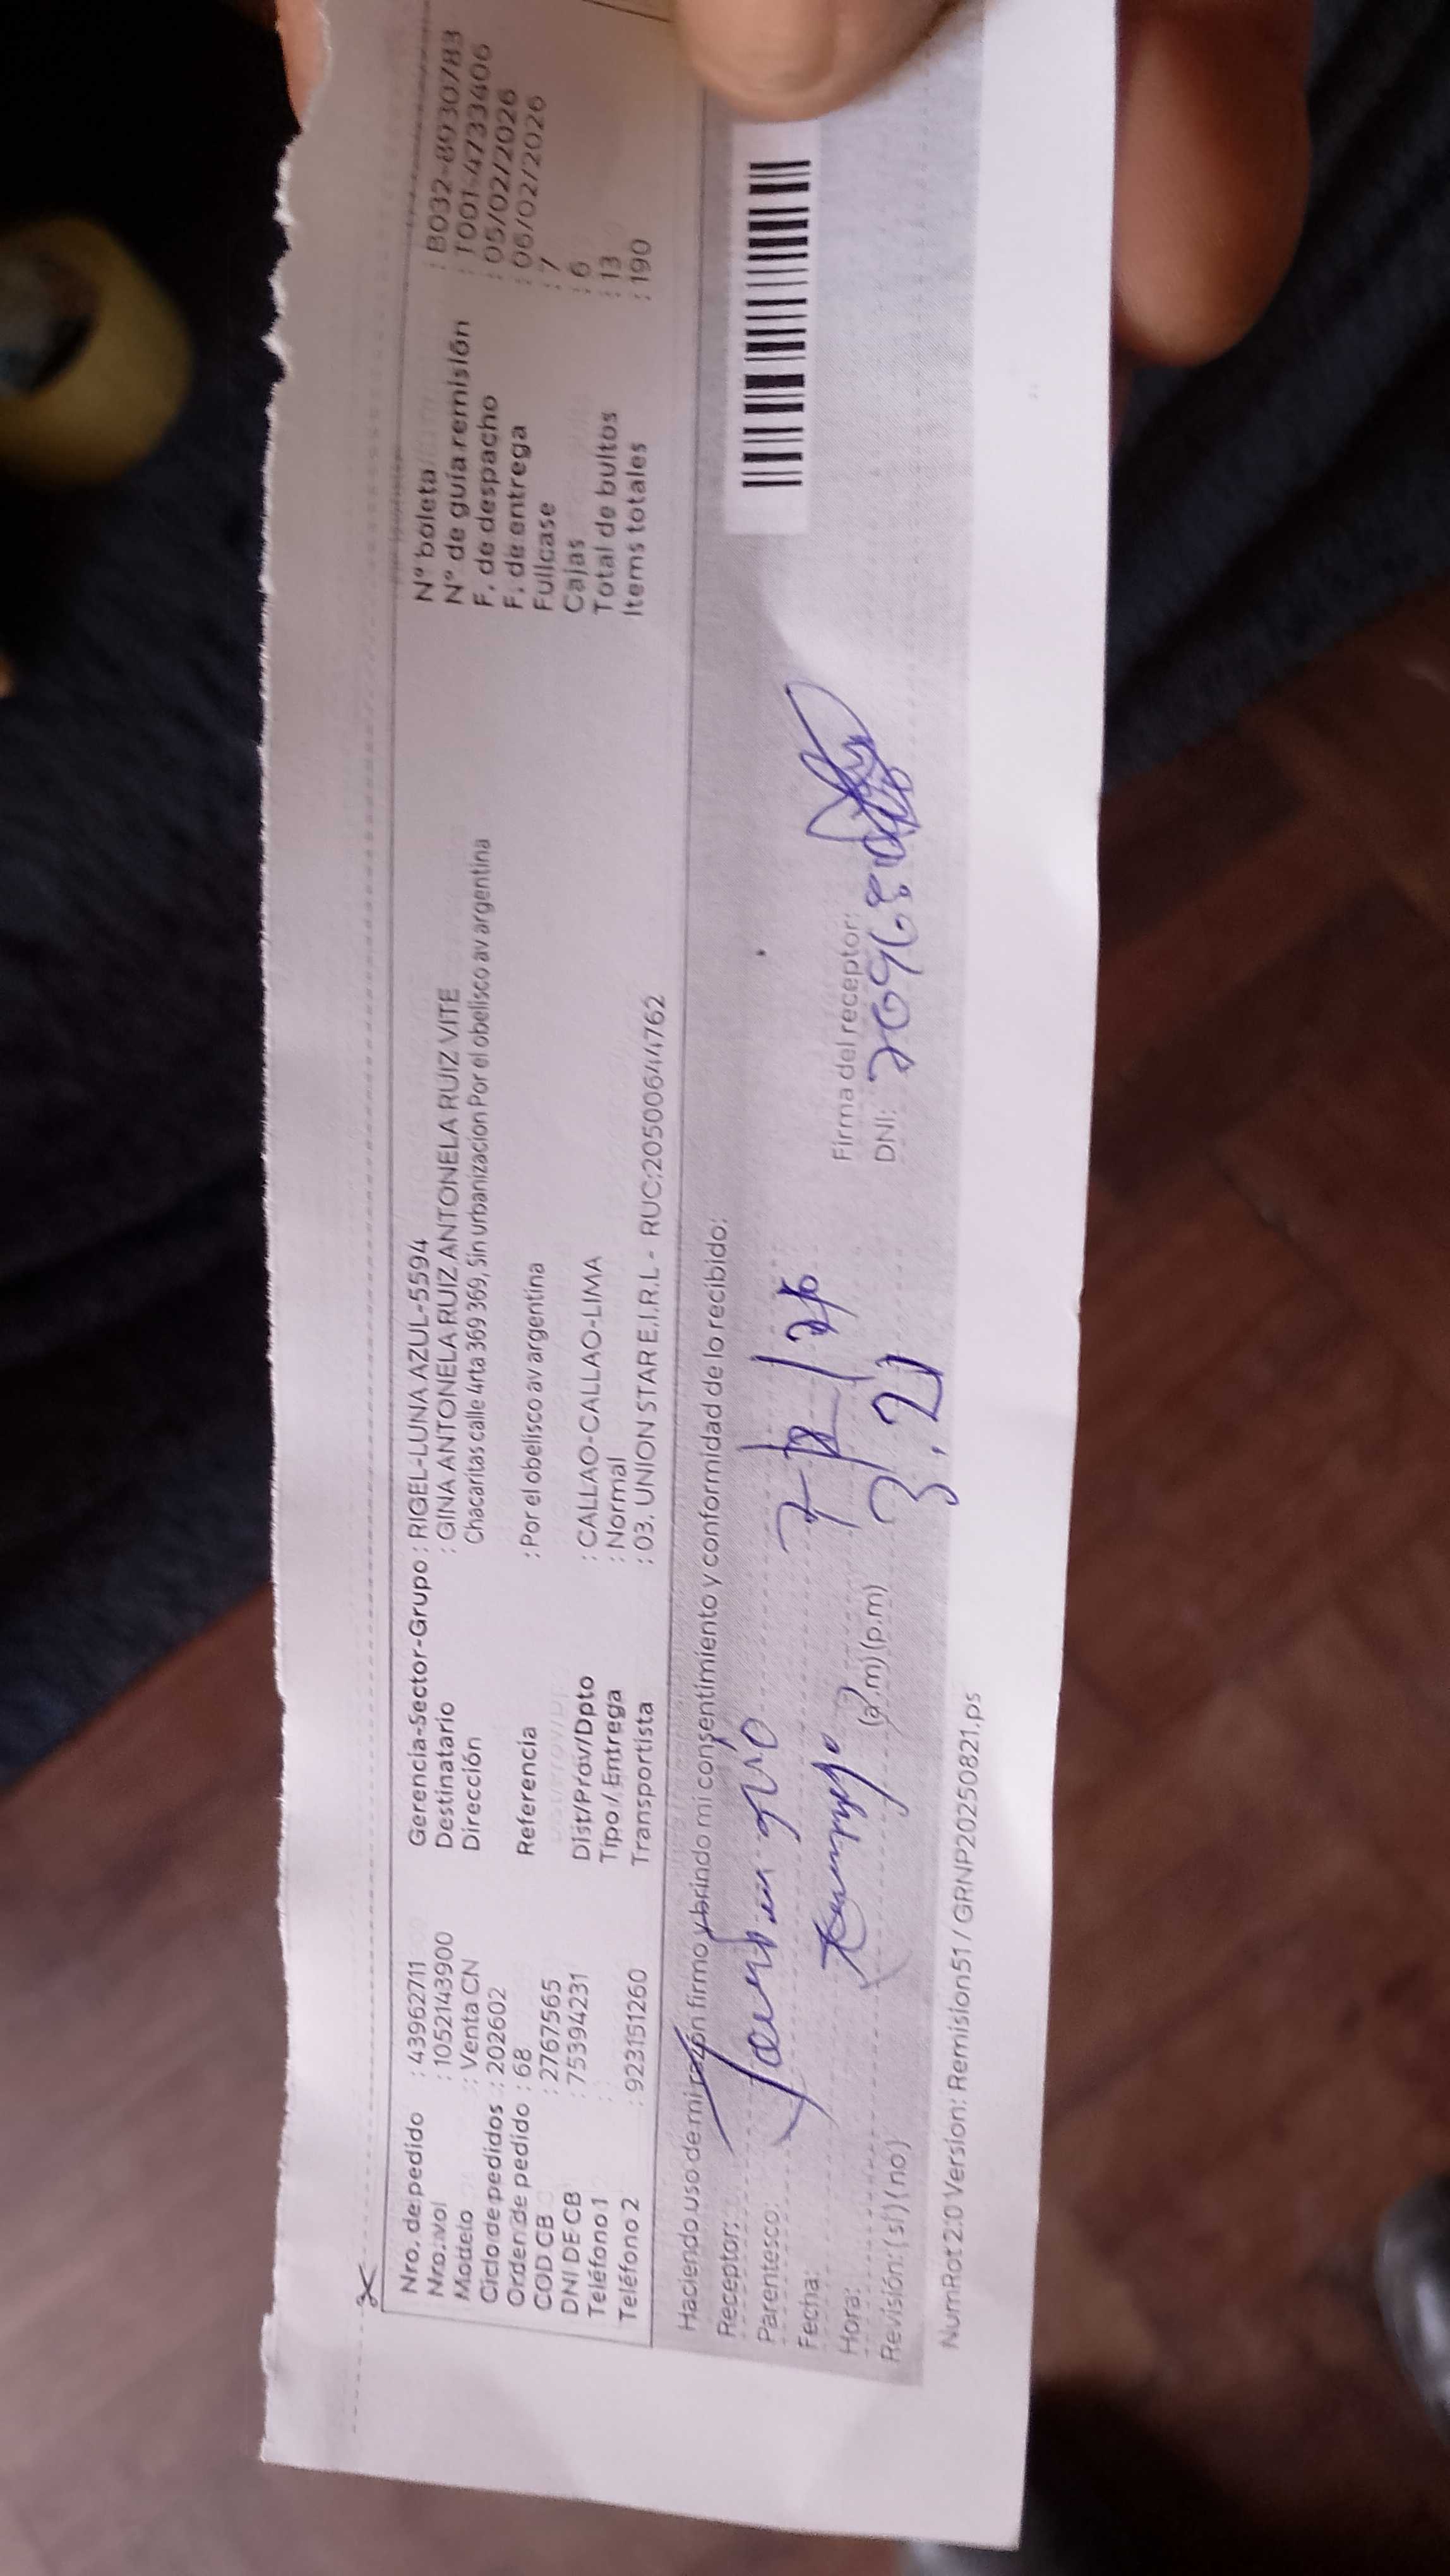 Nro. de pedido : 43962711
Nro. Vol : 1052143900
Modelo : Venta CN
Ciclo de pedidos : 202602
Orden de pedido : 68
COD CB : 2767565
DNI DE CB : 75394231
Teléfono 1 :
Teléfono 2 : 923151260
Gerencia-Sector-Grupo : RIGEL-LUNA AZUL-5594
Destinatario : GINA ANTONELA RUIZ ANTONELA RUIZ VITE
Dirección Chacaritas calle 4rta 369 369, Sin urbanizacion Por el obelisco av argentina
Referencia : Por el obelisco av argentina
Dist/Prov/Dpto : CALLAO-CALLAO-LIMA
Tipo / Entrega : Normal
Transportista : 03. UNION STAR E.I.R.L - RUC:20500644762
N° boleta : B032-8930783
N° de guía remisión : T001-4733406
F. de despacho : 05/02/2026
F. de entrega : 06/02/2026
Fullcase : 7
Cajas : 6
Total de bultos : 13
Items totales : 190
Haciendo uso de mi razón firmo y brindo mi consentimiento y conformidad de lo recibido:
Receptor:
Parentesco:
Fecha:
Hora: (a.m) (p.m)
3.21
Revisión: (sí) (no)
Firma del receptor:
DNI:
NumRot 2.0 Version: Remision51 / GRNP20250821.ps